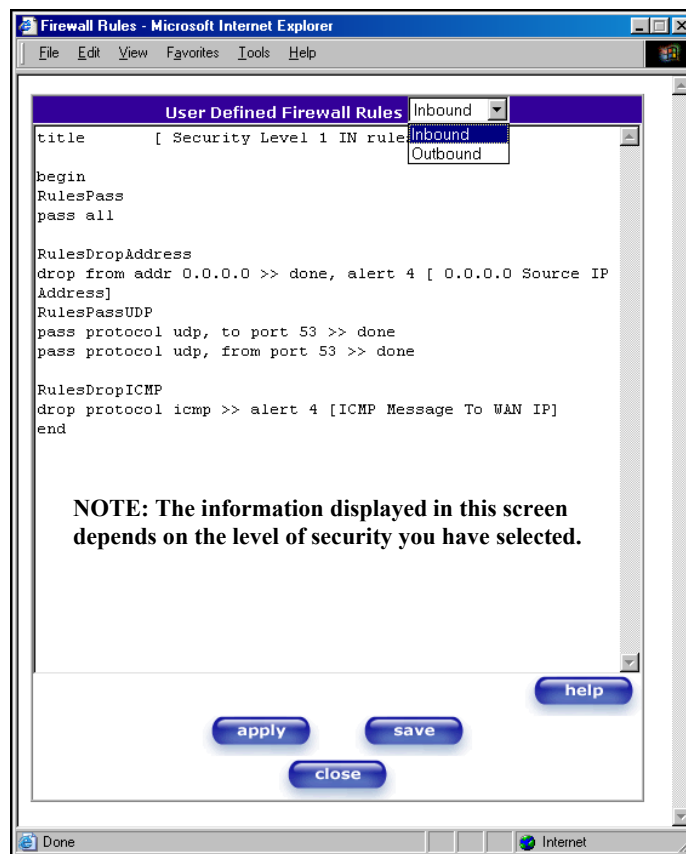 Firewall Rules - Microsoft Internet Explorer
File Edit View Favorites Tools Help
User Defined Firewall Rules Inbound
Inbound
Outbound
title [ Security Level 1 IN rule
begin
RulesPass
pass all
RulesDropAddress
drop from addr 0.0.0.0 >> done, alert 4 [ 0.0.0.0 Source IP
Address]
RulesPassUDP
pass protocol udp, to port 53 >> done
pass protocol udp, from port 53 >> done
RulesDropICMP
drop protocol icmp >> alert 4 [ICMP Message To WAN IP]
end
NOTE: The information displayed in this screen
depends on the level of security you have selected.
help
apply save
close
Done Internet